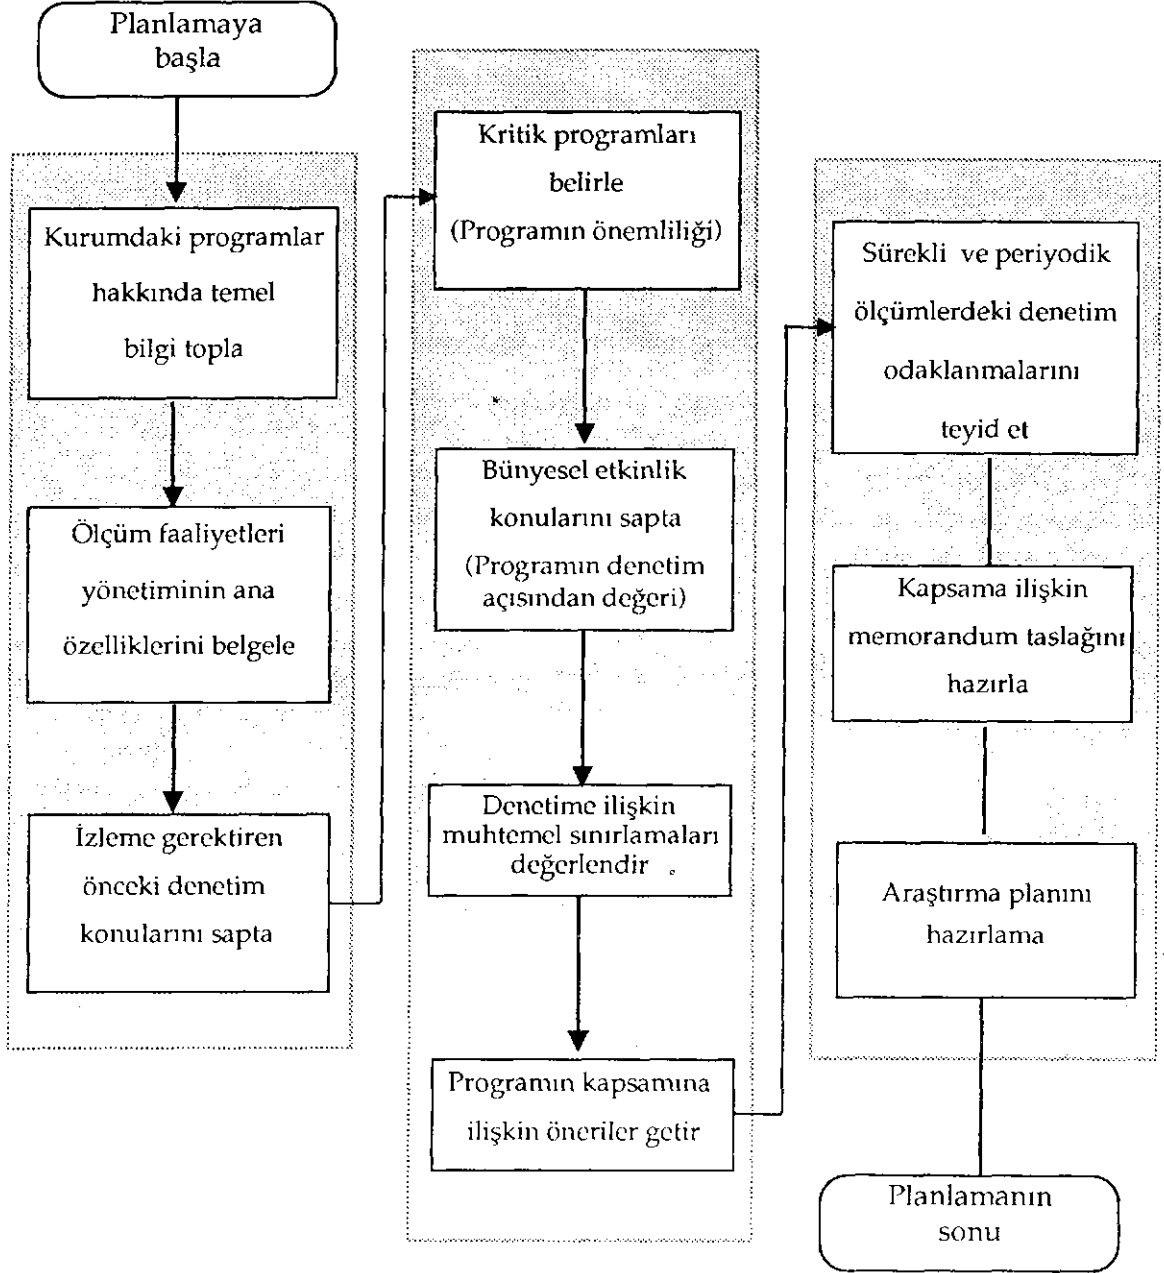 Planlamaya
başla
Kurumdaki programlar
hakkında temel
bilgi topla
Ölçüm faaliyetleri
yönetiminin ana
özelliklerini belgele
İzleme gerektiren
önceki denetim
konularını sapta
Kritik programları
belirle
(Programın önemliliği)
Bünyesel etkinlik
konularını sapta
(Programın denetim
açısından değeri)
Denetime ilişkin
muhtemel sınırlamaları
değerlendir
Programın kapsamına
ilişkin öneriler getir
Sürekli ve periyodik
ölçümlerdeki denetim
odaklanmalarını
teyid et
Kapsama ilişkin
memorandum taslağını
hazırla
Araştırma planını
hazırlama
Planlamanın
sonu